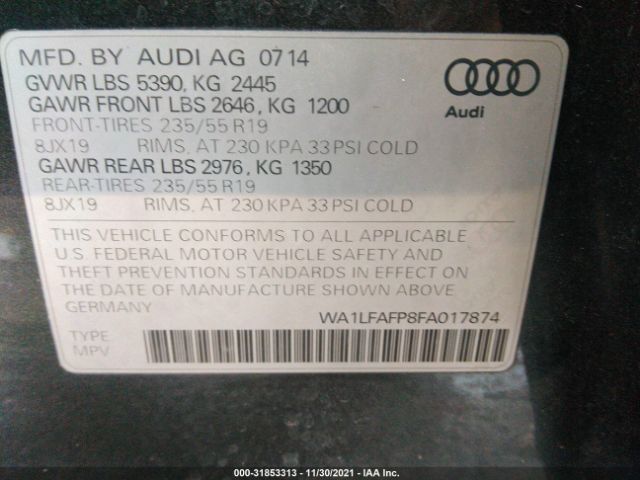 MFD. BY AUDI AG 0714
GVWR LBS 5390, KG 2445
GAWR FRONT LBS 2646, KG 1200
FRONT-TIRES 235/55 R19
8JX19 RIMS, AT 230 KPA 33 PSI COLD
GAWR REAR LBS 2976, KG 1350
REAR-TIRES 235/55 R19
8JX19 RIMS, AT 230 KPA 33 PSI COLD
Audi
THIS VEHICLE CONFORMS TO ALL APPLICABLE
U.S. FEDERAL MOTOR VEHICLE SAFETY AND
THEFT PREVENTION STANDARDS IN EFFECT ON
THE DATE OF MANUFACTURE SHOWN ABOVE.
GERMANY
WA1LFAFP8FA017874
TYPE
MPV
000-31853313 - 11/30/2021 - IAA Inc.